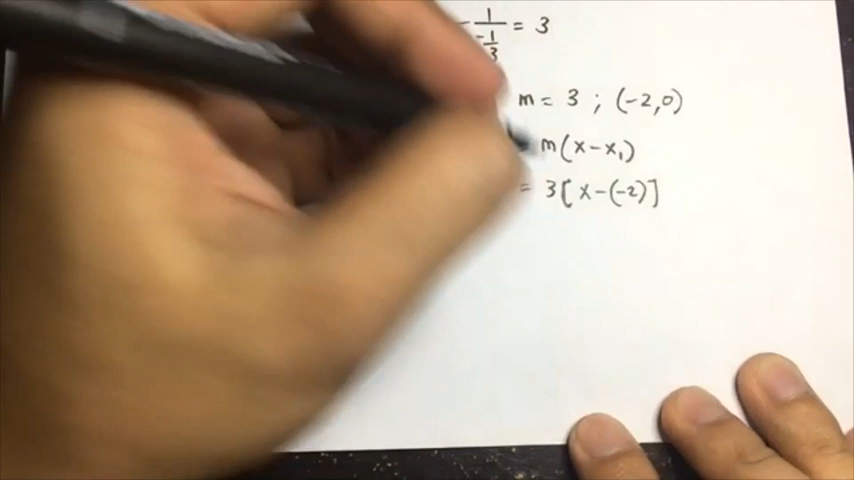 - 1/(-1/3) = 3
m = 3 ; (-2,0)
m(x-x₁)
= 3[x-(-2)]